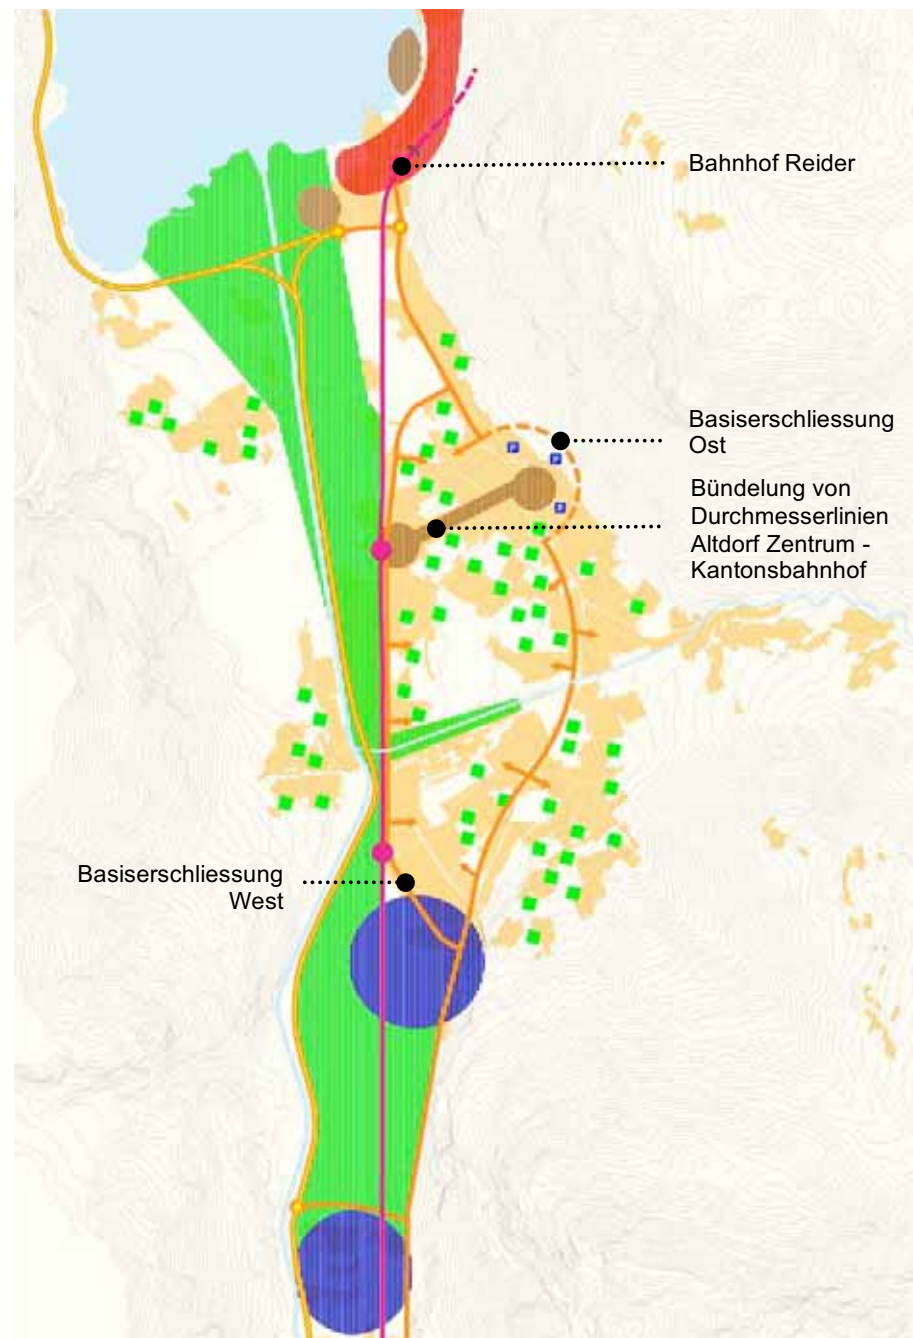 Bahnhof Reider
Basiserschliessung
Ost
Bündelung von
Durchmesserlinien
Altdorf Zentrum -
Kantonsbahnhof
P
P
P
Basiserschliessung
West